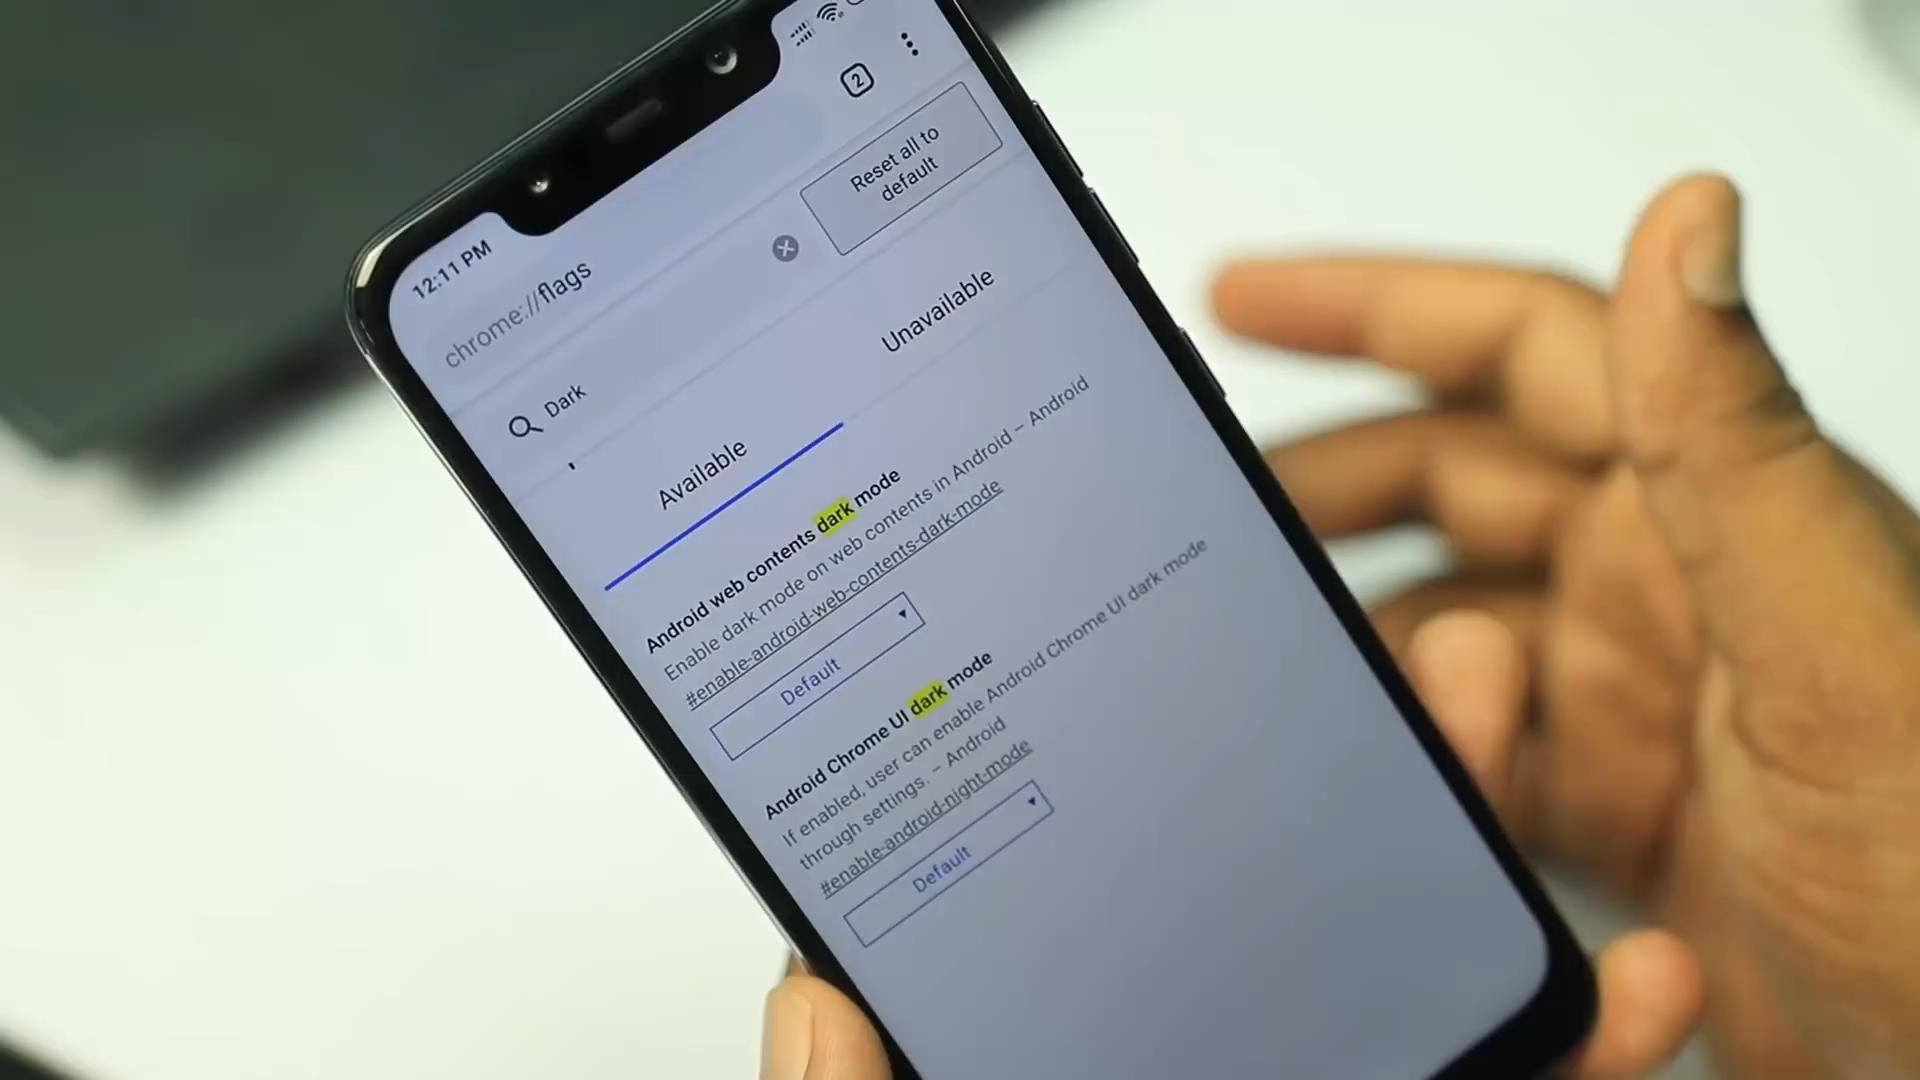 12:11 PM
2
chrome://flags
Dark
Reset all to
default
Available
Unavailable
Android web contents dark mode
Enable dark mode on web contents in Android – Android
#enable-android-web-contents-dark-mode
Default
Android Chrome UI dark mode
If enabled, user can enable Android Chrome UI dark mode
through settings. – Android
#enable-android-night-mode
Default